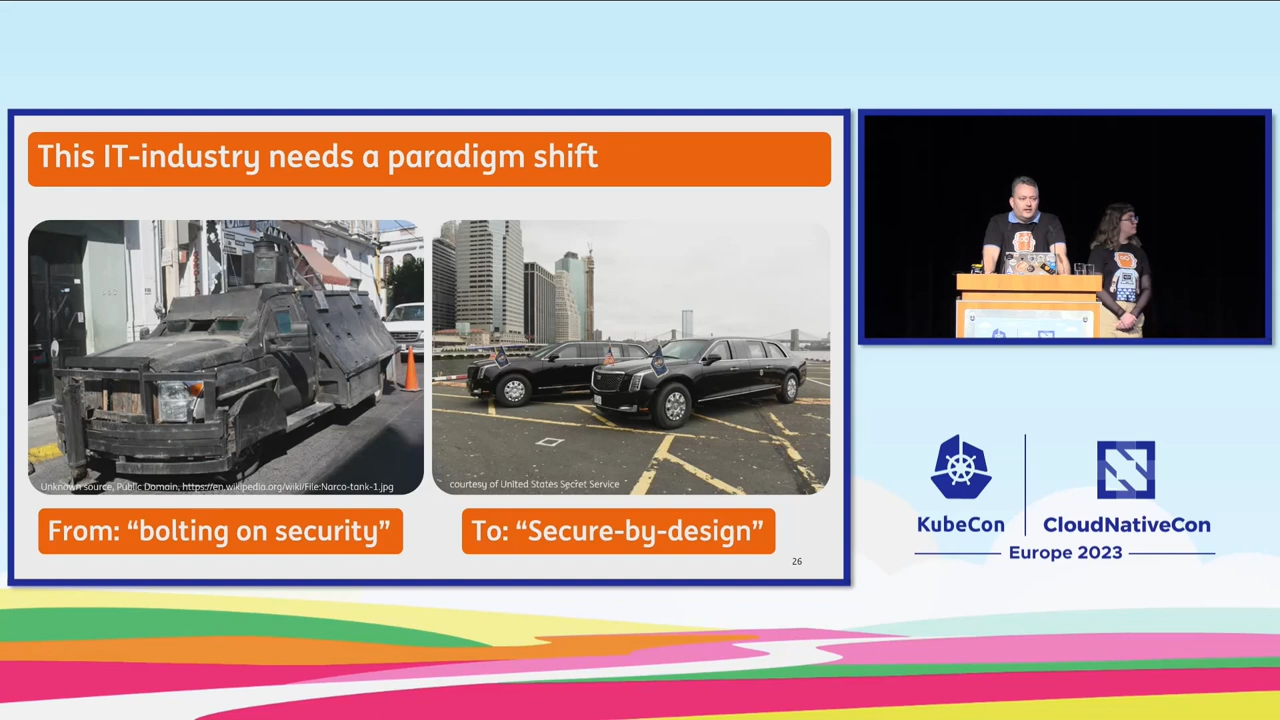 This IT-industry needs a paradigm shift
Unknown source, Public Domain, https://en.wikipedia.org/wiki/File:Narco-tank-1.jpg
courtesy of United States Secret Service
From: “bolting on security”
To: “Secure-by-design”
26
KubeCon
CloudNativeCon
Europe 2023